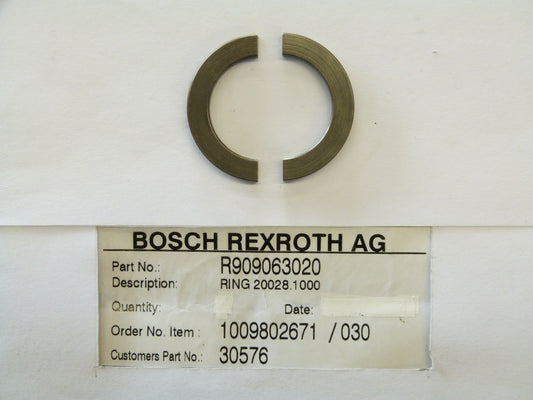 BOSCH REXROTH AG
Part No.: R909063020
Description: RING 20028.1000
Quantity: Date:
Order No. Item : 1009802671 / 030
Customers Part No.: 30576